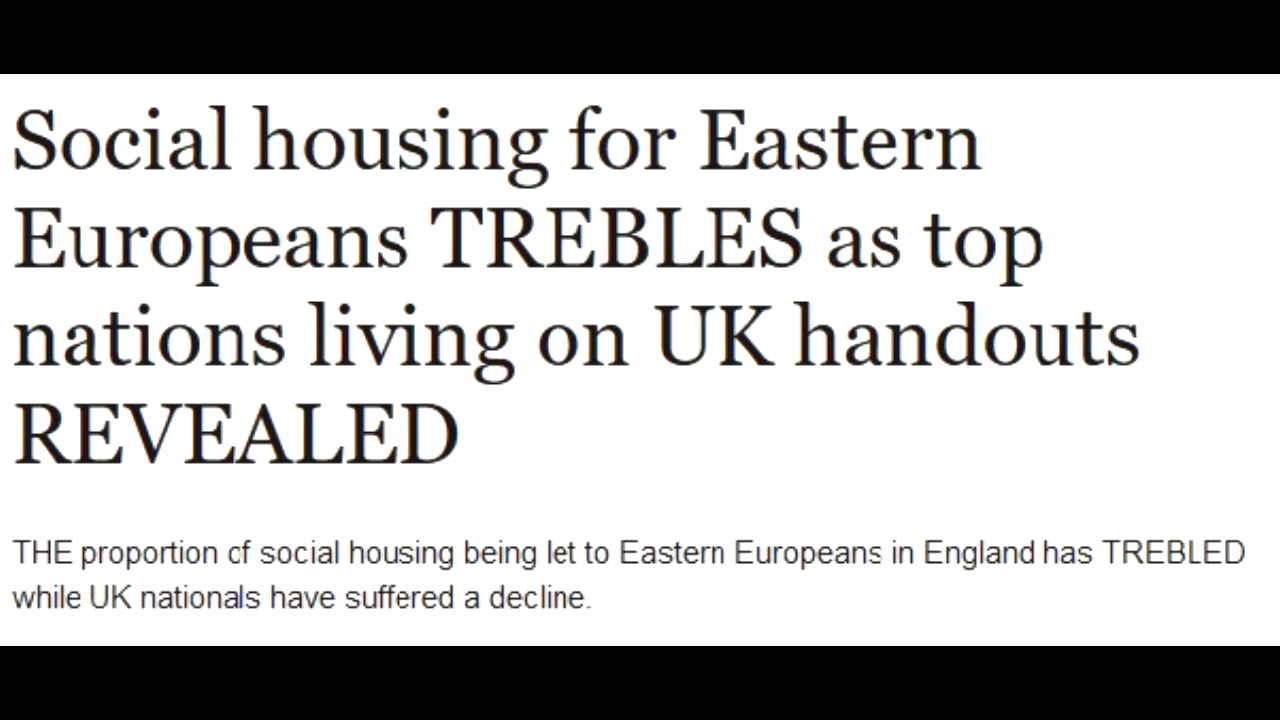 Social housing for Eastern
Europeans TREBLES as top
nations living on UK handouts
REVEALED
THE proportion of social housing being let to Eastern Europeans in England has TREBLED
while UK nationals have suffered a decline.